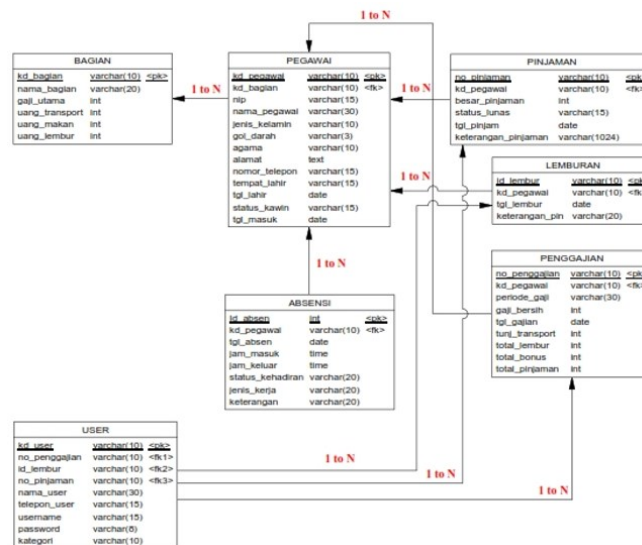 1 to N
BAGIAN
kd_bagian varchar(10) <pk>
nama_bagian varchar(20)
gaji_utama int
uang_transport int
uang_makan int
uang_lembur int
1 to N
PEGAWAI
kd_pegawai varchar(10) <pk>
kd_bagian varchar(10) <fk>
nip varchar(15)
nama_pegawai varchar(30)
jenis_kelamin varchar(10)
gol_darah varchar(3)
agama varchar(10)
alamat text
nomor_telepon varchar(15)
tempat_lahir varchar(15)
tgl_lahir date
status_kawin varchar(15)
tgl_masuk date
1 to N
PINJAMAN
no_pinjaman varchar(10) <pk>
kd_pegawai varchar(10) <fk>
besar_pinjaman int
status_lunas varchar(15)
tgl_pinjam date
keterangan_pinjaman varchar(1024)
1 to N
LEMBURAN
id_lembur varchar(10) <pk
kd_pegawai varchar(10) <fk
tgl_lembur date
keterangan_pin varchar(20)
1 to N
PENGGAJIAN
no_penggajian varchar(10) <pk>
kd_pegawai varchar(10) <fk>
periode_gaji varchar(30)
gaji_bersih int
tgl_gajian date
tunj_transport int
total_lembur int
total_bonus int
total_pinjaman int
ABSENSI
id_absen int <pk>
kd_pegawai varchar(10) <fk>
tgl_absen date
jam_masuk time
jam_keluar time
status_kehadiran varchar(20)
jenis_kerja varchar(20)
keterangan varchar(20)
USER
kd_user varchar(10) <pk>
no_penggajian varchar(10) <fk1>
id_lembur varchar(10) <fk2>
no_pinjaman varchar(10) <fk3>
nama_user varchar(30)
telepon_user varchar(15)
username varchar(15)
password varchar(8)
kategori varchar(10)
1 to N
1 to N
1 to N